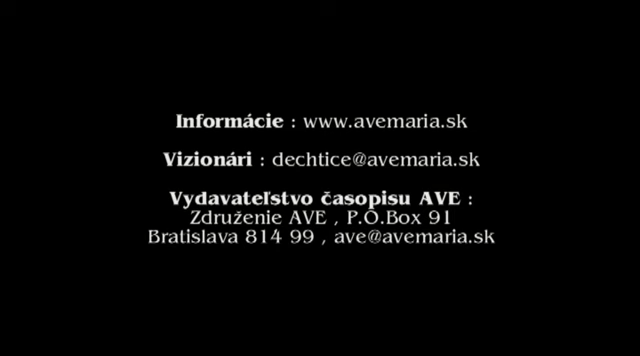 Informácie : www.avemaria.sk
Vizionári : dechtice@avemaria.sk
Vydavateľstvo časopisu AVE :
Združenie AVE , P.O.Box 91
Bratislava 814 99 , ave@avemaria.sk